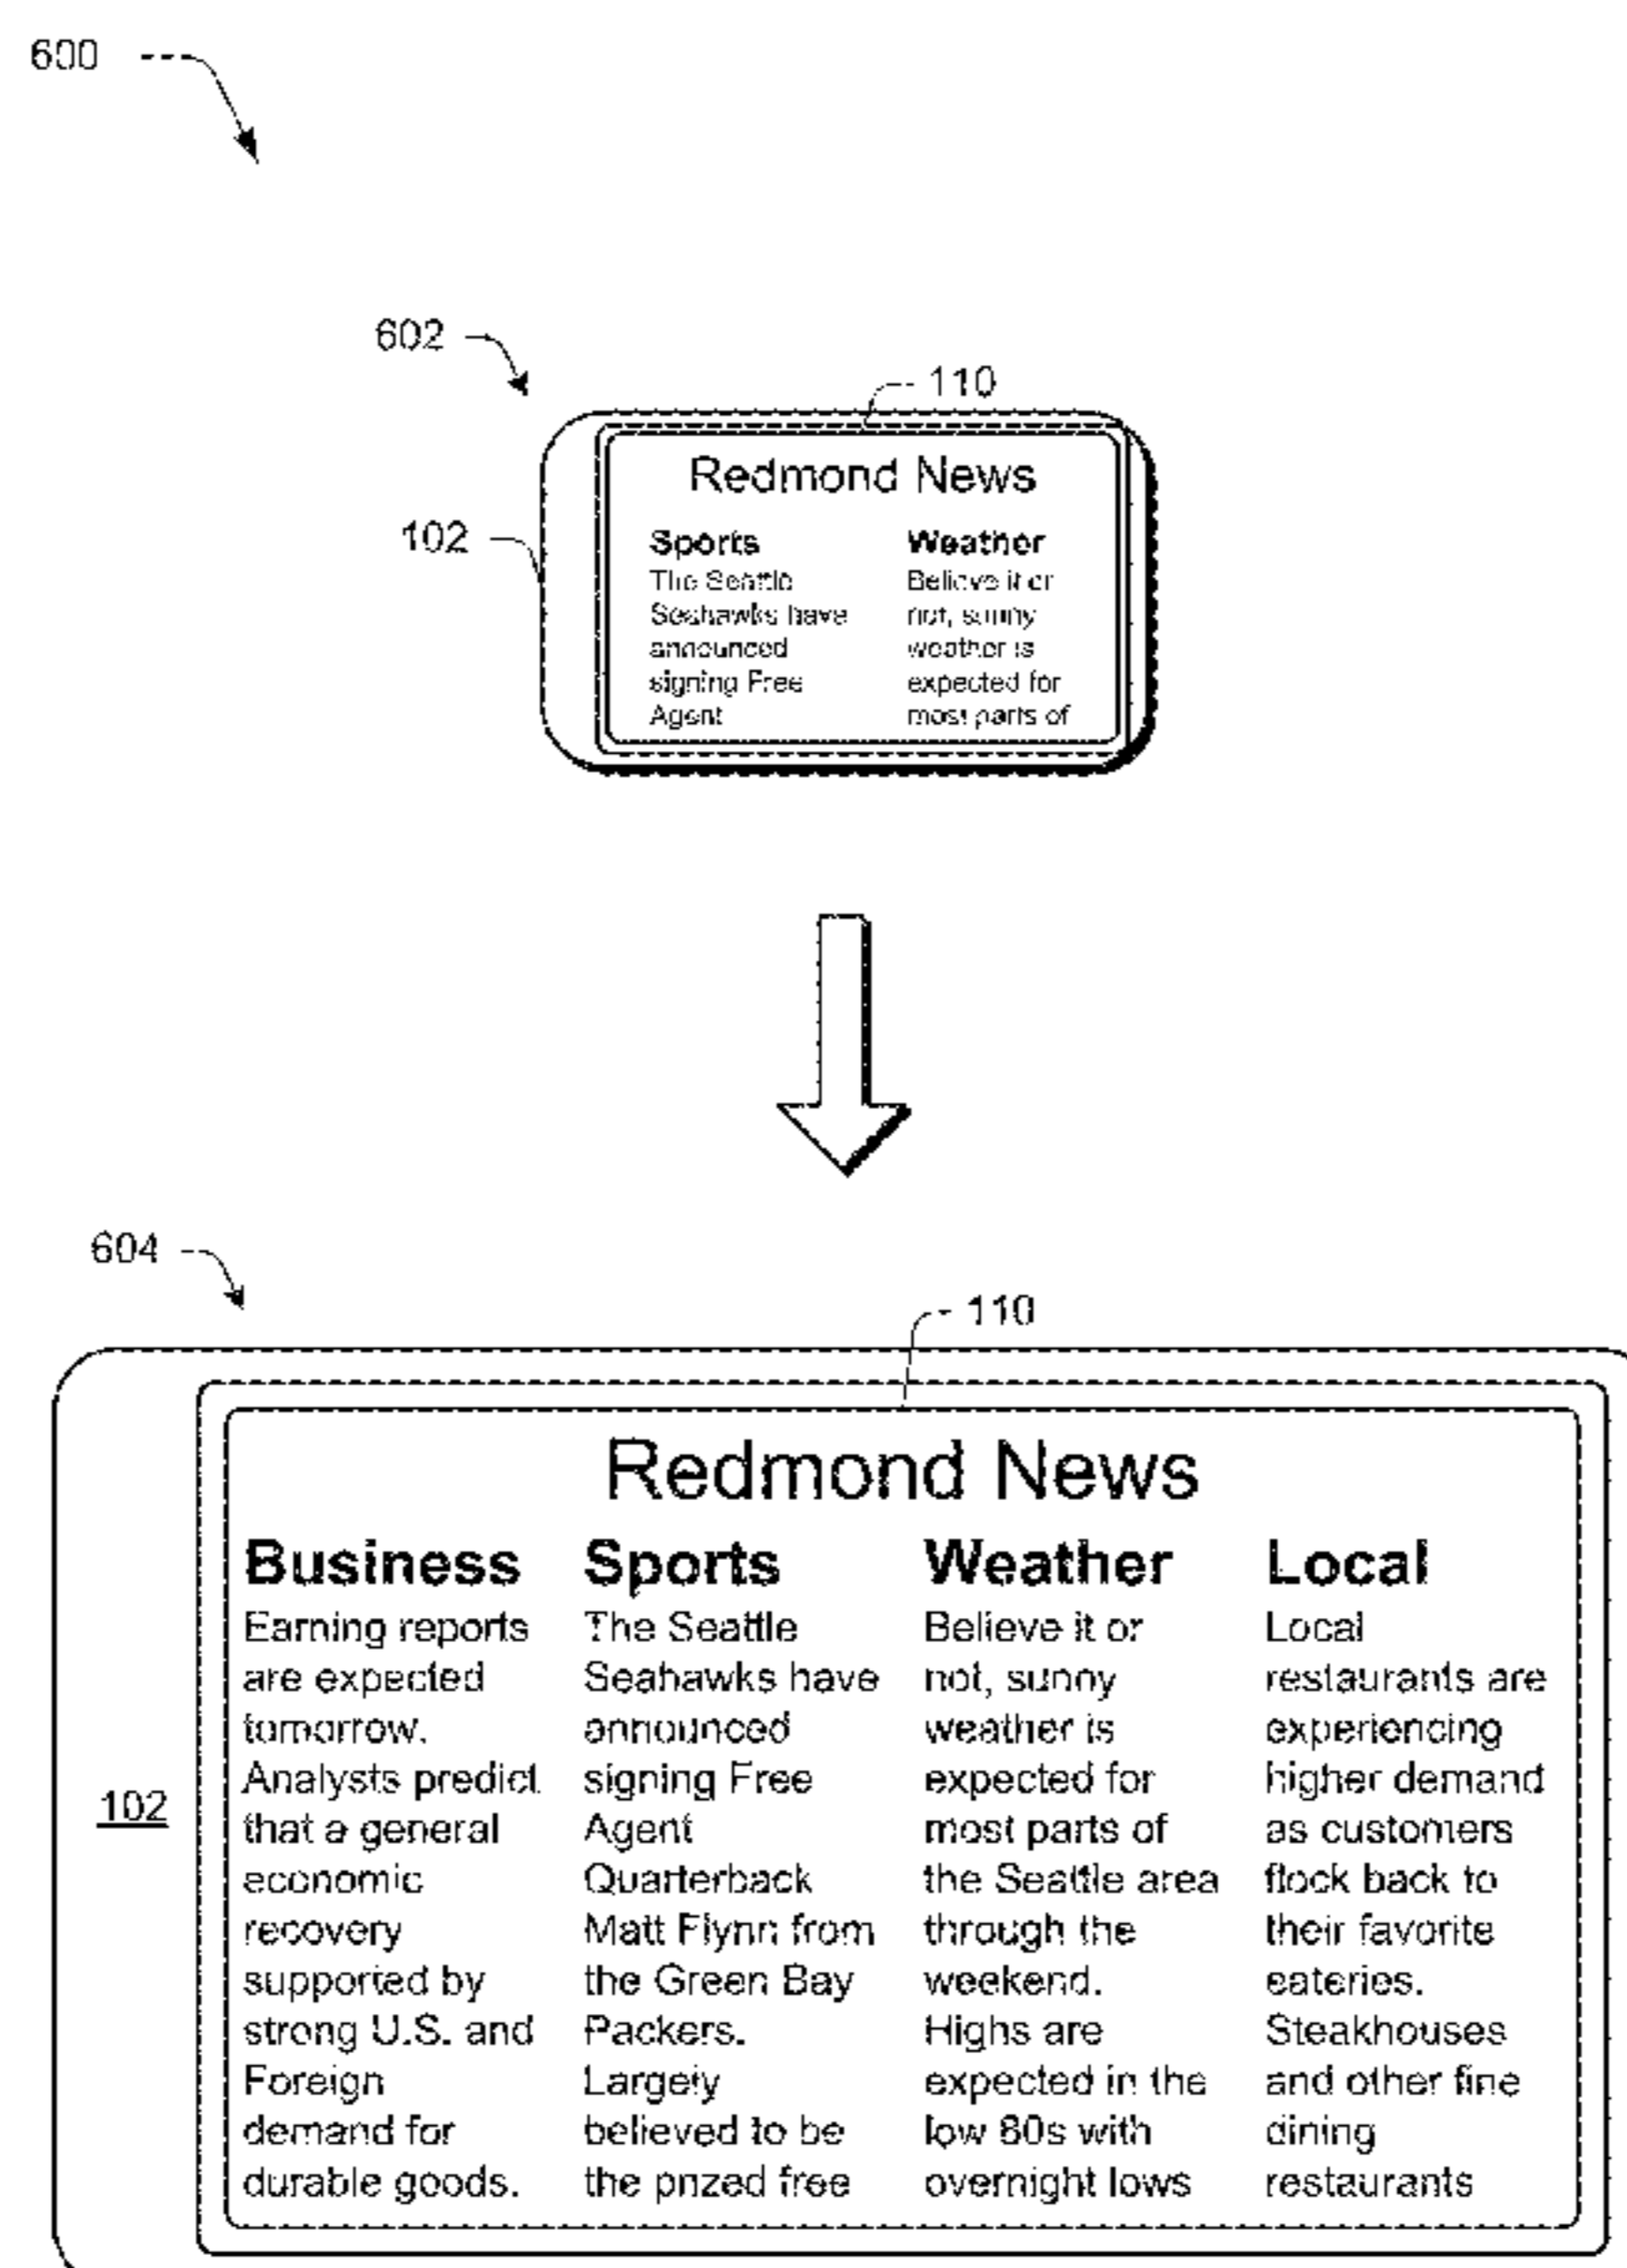 600
602
110
Redmond News
102
Sports
The Seattle
Seahawks have
announced
signing Free
Agent
Weather
Believe it or
not, sunny
weather is
expected for
most parts of
604
110
Redmond News
Business
Earning reports
are expected
tomorrow.
Analysts predict
that a general
economic
recovery
supported by
strong U.S. and
Foreign
demand for
durable goods.
Sports
The Seattle
Seahawks have
announced
signing Free
Agent
Quarterback
Matt Flynn from
the Green Bay
Packers.
Largely
believed to be
the prized free
Weather
Believe it or
not, sunny
weather is
expected for
most parts of
the Seattle area
through the
weekend.
Highs are
expected in the
low 80s with
overnight lows
Local
Local
restaurants are
experiencing
higher demand
as customers
flock back to
their favorite
eateries.
Steakhouses
and other fine
dining
restaurants
102